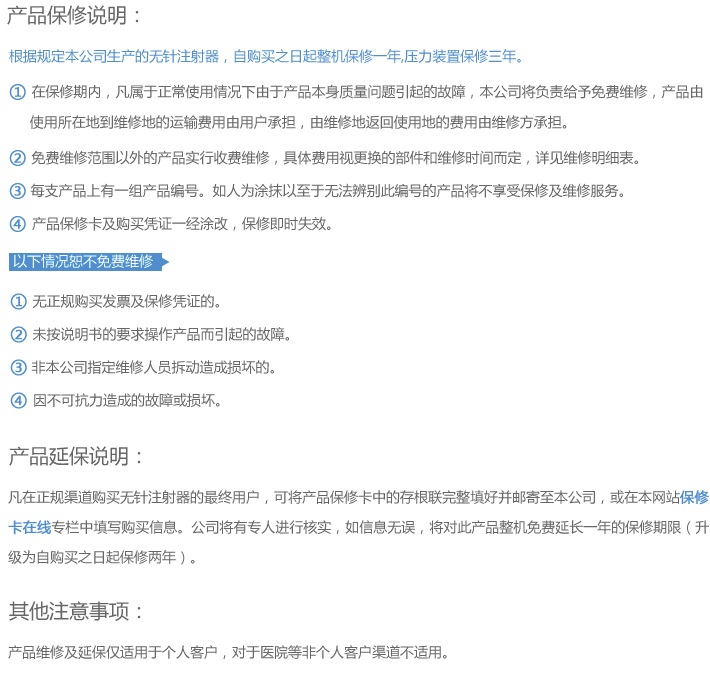 产品保修说明：
根据规定本公司生产的无针注射器，自购买之日起整机保修一年,压力装置保修三年。
① 在保修期内，凡属于正常使用情况下由于产品本身质量问题引起的故障，本公司将负责给予免费维修，产品由
使用所在地到维修地的运输费用由用户承担，由维修地返回使用地的费用由维修方承担。
② 免费维修范围以外的产品实行收费维修，具体费用视更换的部件和维修时间而定，详见维修明细表。
③ 每支产品上有一组产品编号。如人为涂抹以至于无法辨别此编号的产品将不享受保修及维修服务。
④ 产品保修卡及购买凭证一经涂改，保修即时失效。
以下情况恕不免费维修
① 无正规购买发票及保修凭证的。
② 未按说明书的要求操作产品而引起的故障。
③ 非本公司指定维修人员拆动造成损坏的。
④ 因不可抗力造成的故障或损坏。
产品延保说明：
凡在正规渠道购买无针注射器的最终用户，可将产品保修卡中的存根联完整填好并邮寄至本公司，或在本网站保修
卡在线专栏中填写购买信息。公司将有专人进行核实，如信息无误，将对此产品整机免费延长一年的保修期限（升
级为自购买之日起保修两年）。
其他注意事项：
产品维修及延保仅适用于个人客户，对于医院等非个人客户渠道不适用。